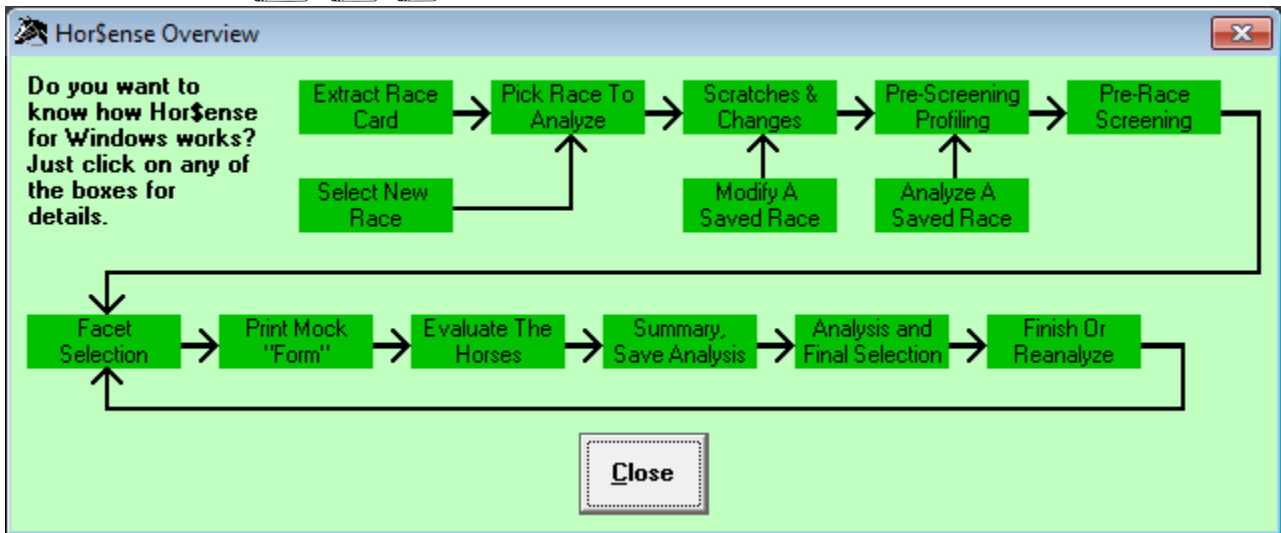 Hor$ense Overview
Do you want to
know how Hor$ense
for Windows works?
Just click on any of
the boxes for
details.
Extract Race
Card
Pick Race To
Analyze
Scratches &
Changes
Pre-Screening
Profiling
Pre-Race
Screening
Select New
Race
Modify A
Saved Race
Analyze A
Saved Race
Facet
Selection
Print Mock
"Form"
Evaluate The
Horses
Summary,
Save Analysis
Analysis and
Final Selection
Finish Or
Reanalyze
Close